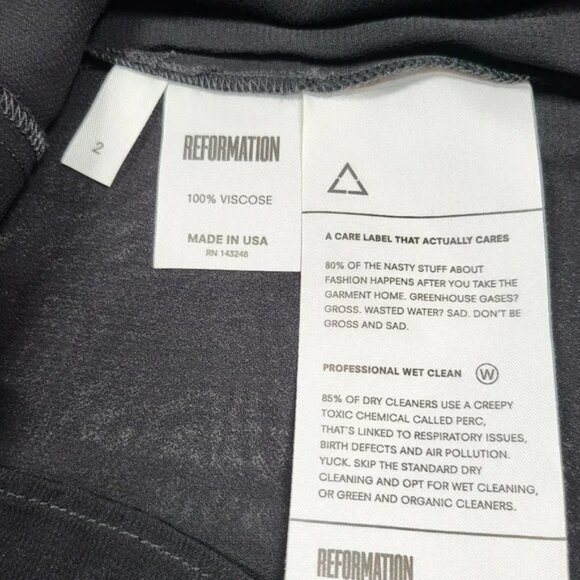 2
REFORMATION
100% VISCOSE
MADE IN USA
RN 143248
A CARE LABEL THAT ACTUALLY CARES
80% OF THE NASTY STUFF ABOUT
FASHION HAPPENS AFTER YOU TAKE THE
GARMENT HOME. GREENHOUSE GASES?
GROSS. WASTED WATER? SAD. DON'T BE
GROSS AND SAD.
PROFESSIONAL WET CLEAN W
85% OF DRY CLEANERS USE A CREEPY
TOXIC CHEMICAL CALLED PERC,
THAT'S LINKED TO RESPIRATORY ISSUES,
BIRTH DEFECTS AND AIR POLLUTION.
YUCK. SKIP THE STANDARD DRY
CLEANING AND OPT FOR WET CLEANING,
OR GREEN AND ORGANIC CLEANERS.
REFORMATION